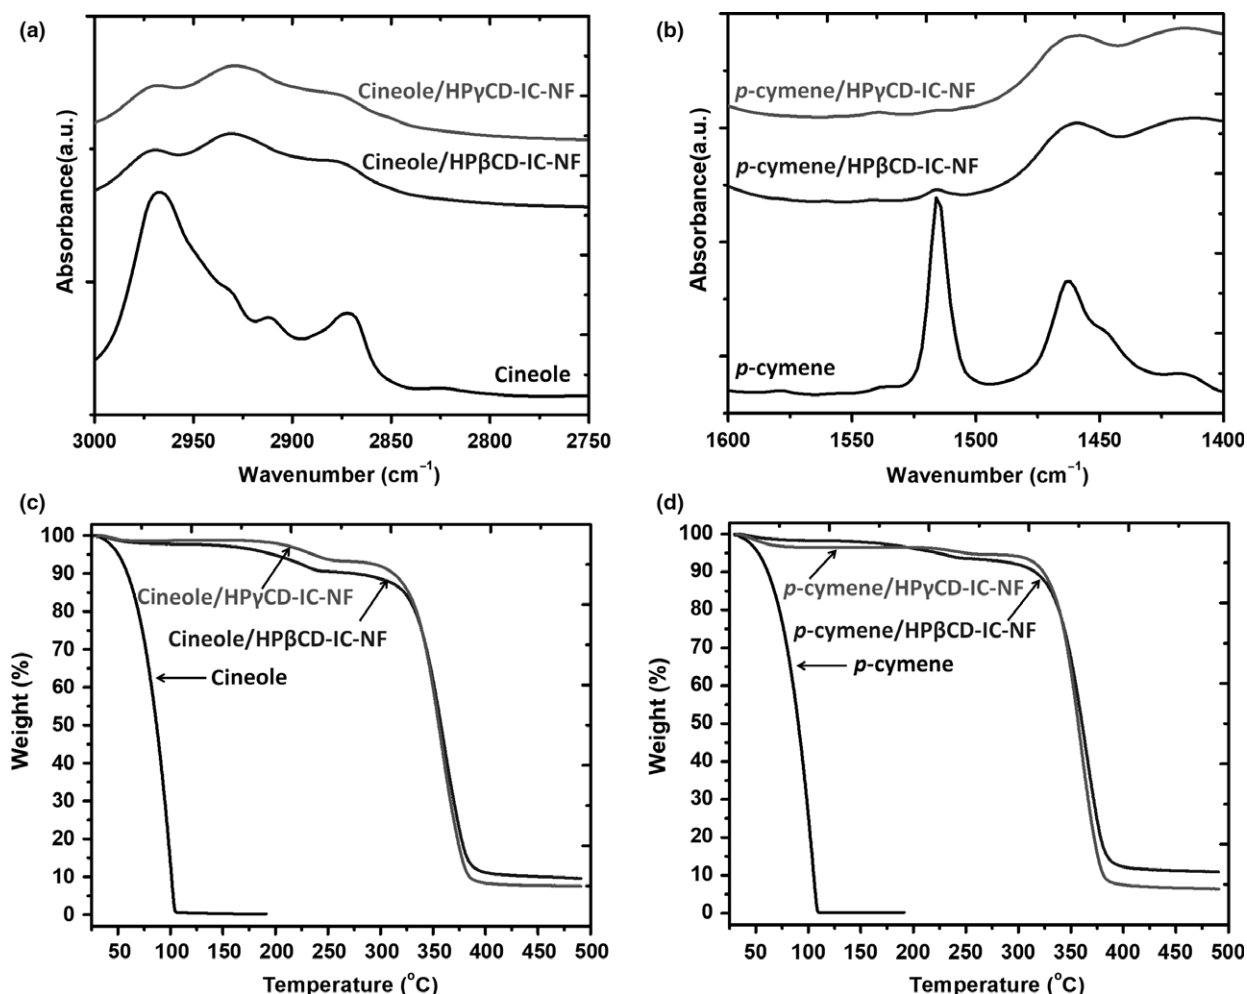 (a)
Cineole/HPγCD-IC-NF
Cineole/HPβCD-IC-NF
Cineole
Absorbance(a.u.)
3000 2950 2900 2850 2800 2750
Wavenumber (cm⁻¹)
(b)
p-cymene/HPγCD-IC-NF
p-cymene/HPβCD-IC-NF
p-cymene
Absorbance(a.u.)
1600 1550 1500 1450 1400
Wavenumber (cm⁻¹)
(c)
100
90
80
70
60
50
40
30
20
10
0
Weight (%)
Cineole/HPγCD-IC-NF
Cineole/HPβCD-IC-NF
Cineole
50 100 150 200 250 300 350 400 450 500
Temperature (°C)
(d)
100
90
80
70
60
50
40
30
20
10
0
Weight (%)
p-cymene/HPγCD-IC-NF
p-cymene/HPβCD-IC-NF
p-cymene
50 100 150 200 250 300 350 400 450 500
Temperature (°C)